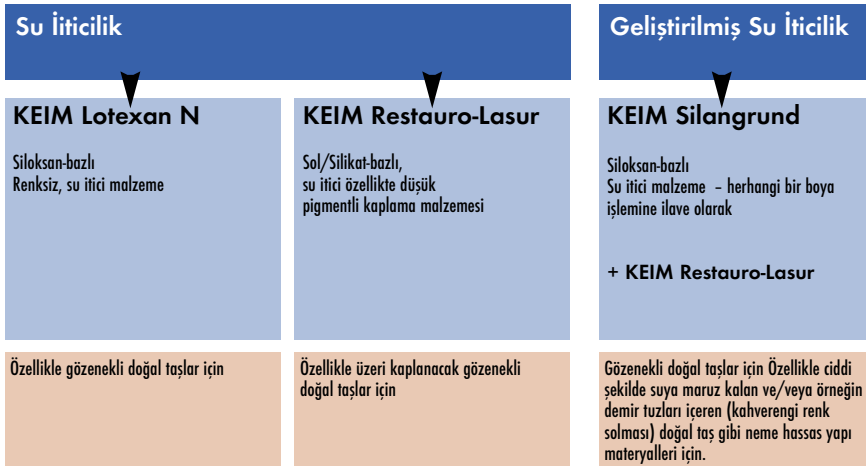 Su İiticilik
KEIM Lotexan N
Siloksan-bazlı
Renksiz, su itici malzeme
Özellikle gözenekli doğal taşlar için
KEIM Restauro-Lasur
Sol/Silikat-bazlı,
su itici özellikte düşük
pigmentli kaplama malzemesi
Özellikle üzeri kaplanacak gözenekli
doğal taşlar için
Geliştirilmiş Su İticilik
KEIM Silangrund
Siloksan-bazlı
Su itici malzeme – herhangi bir boya
işlemine ilave olarak
+ KEIM Restauro-Lasur
Gözenekli doğal taşlar için Özellikle ciddi
şekilde suya maruz kalan ve/veya örneğin
demir tuzları içeren (kahverengi renk
solması) doğal taş gibi neme hassas yapı
materyalleri için.